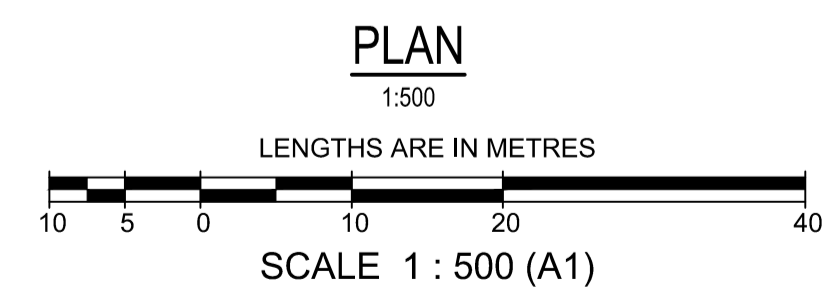 PLAN
1:500
LENGTHS ARE IN METRES
10 5 0 10 20 40
SCALE 1 : 500 (A1)